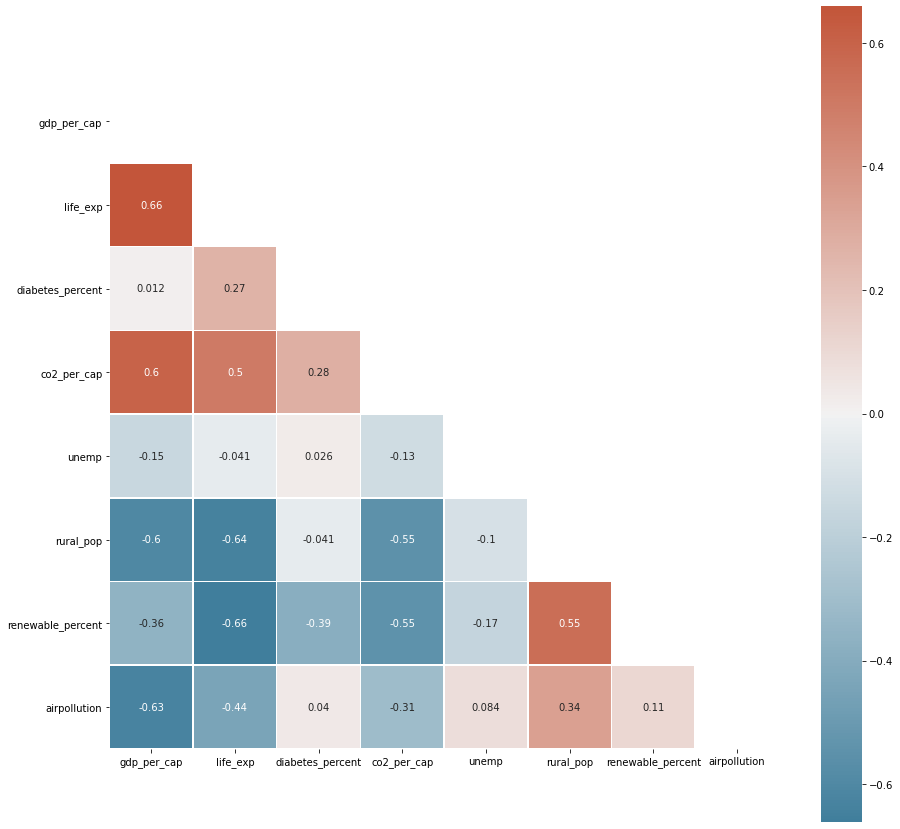 gdp_per_cap
life_exp 0.66
diabetes_percent 0.012 0.27
co2_per_cap 0.6 0.5 0.28
unemp -0.15 -0.041 0.026 -0.13
rural_pop -0.6 -0.64 -0.041 -0.55 -0.1
renewable_percent -0.36 -0.66 -0.39 -0.55 -0.17 0.55
airpollution -0.63 -0.44 0.04 -0.31 0.084 0.34 0.11
gdp_per_cap life_exp diabetes_percent co2_per_cap unemp rural_pop renewable_percent airpollution
0.6
0.4
0.2
0.0
−0.2
−0.4
−0.6